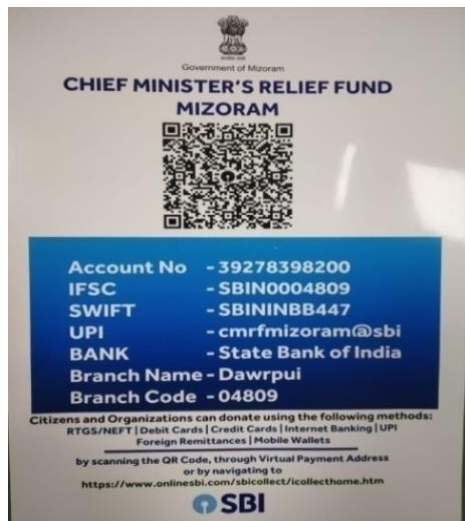 Government of Mizoram
CHIEF MINISTER'S RELIEF FUND
MIZORAM
Account No - 39278398200
IFSC - SBIN0004809
SWIFT - SBININBB447
UPI - cmrfmizoram@sbi
BANK - State Bank of India
Branch Name - Dawrpui
Branch Code - 04809
Citizens and Organizations can donate using the following methods:
RTGS/NEFT | Debit Cards | Credit Cards | Internet Banking | UPI
Foreign Remittances | Mobile Wallets
by scanning the QR Code, through Virtual Payment Address
or by navigating to
https://www.onlinesbi.com/sbicollect/icollecthome.htm
SBI